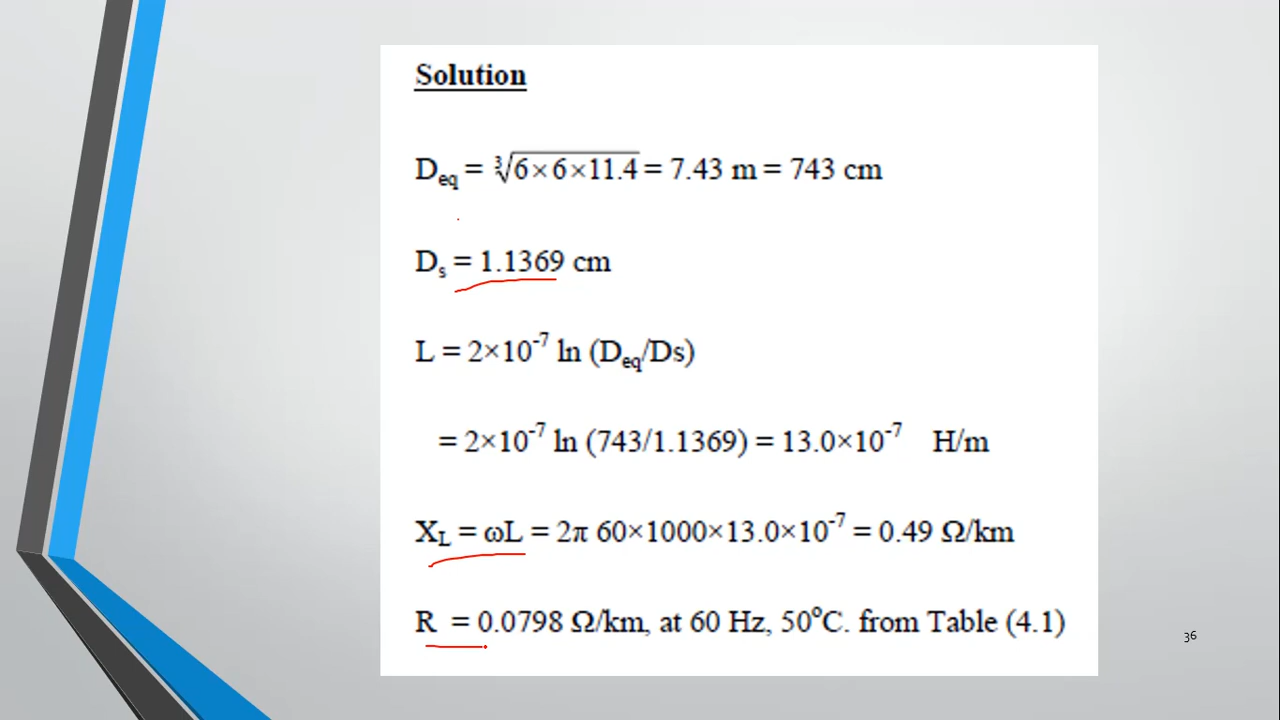 Solution
D_eq = ∛6×6×11.4 = 7.43 m = 743 cm
D_s = 1.1369 cm
L = 2×10⁻⁷ ln (D_eq/Ds)
= 2×10⁻⁷ ln (743/1.1369) = 13.0×10⁻⁷ H/m
X_L = ωL = 2π 60×1000×13.0×10⁻⁷ = 0.49 Ω/km
R = 0.0798 Ω/km, at 60 Hz, 50ºC. from Table (4.1)
36